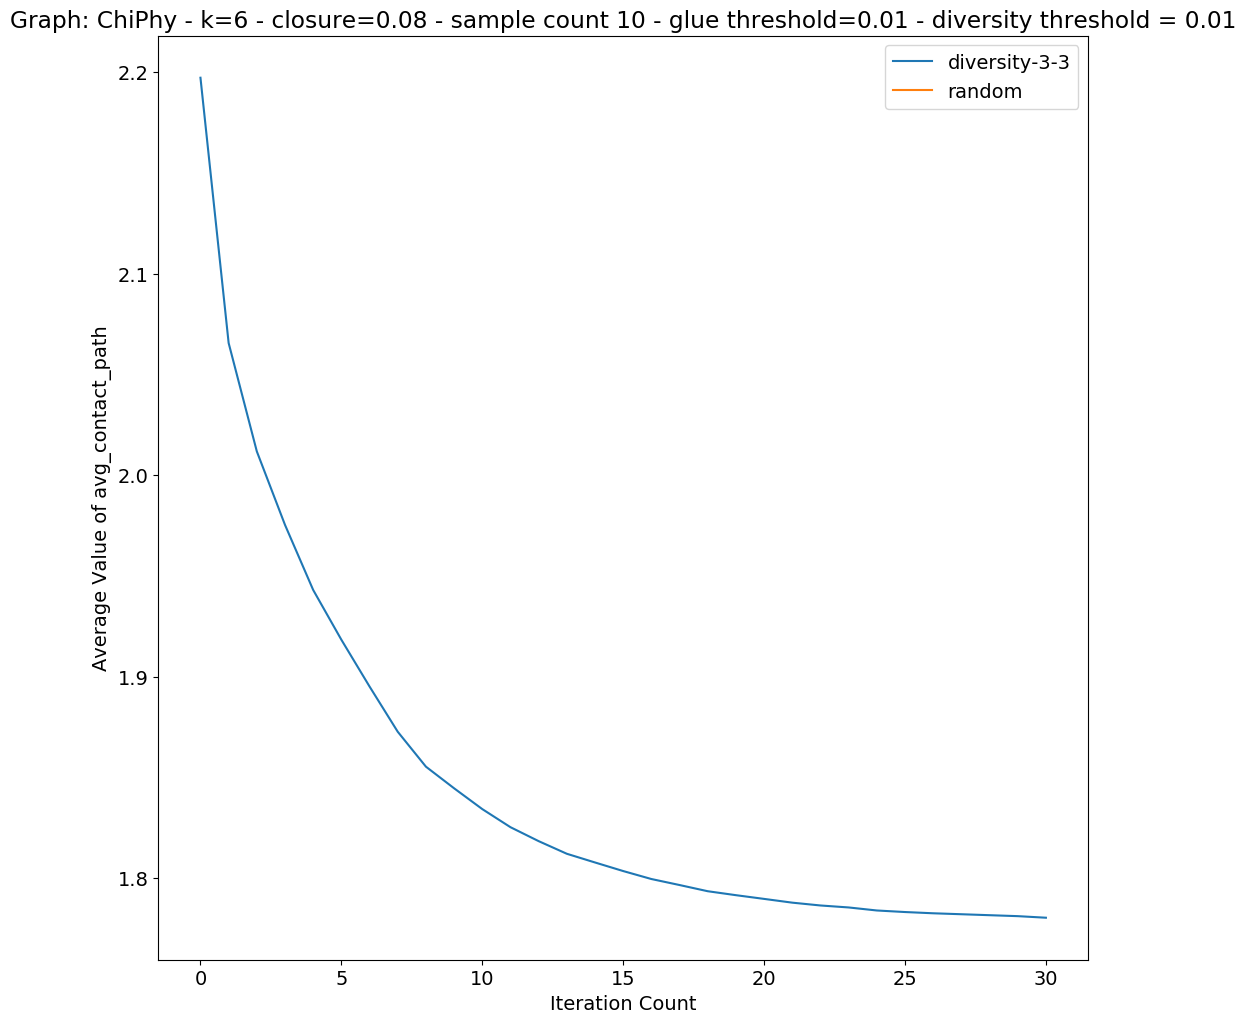 Graph: ChiPhy - k=6 - closure=0.08 - sample count 10 - glue threshold=0.01 - diversity threshold = 0.01
diversity-3-3
random
2.2
2.1
2.0
1.9
1.8
Average Value of avg_contact_path
0 5 10 15 20 25 30
Iteration Count